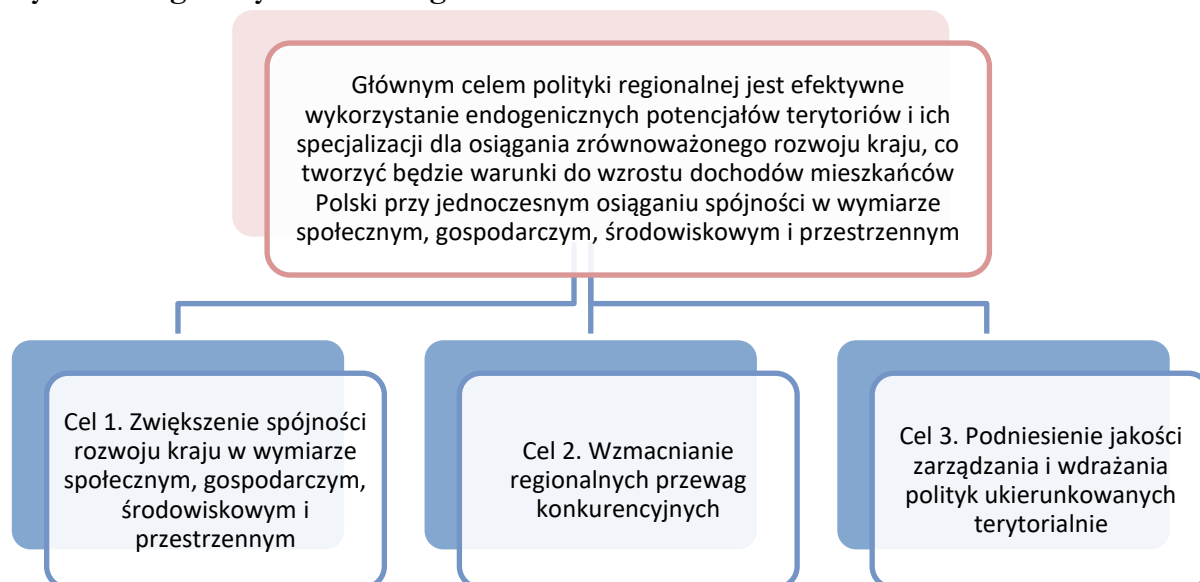 Głównym celem polityki regionalnej jest efektywne
wykorzystanie endogenicznych potencjałów terytoriów i ich
specjalizacji dla osiągania zrównoważonego rozwoju kraju, co
tworzyć będzie warunki do wzrostu dochodów mieszkańców
Polski przy jednoczesnym osiąganiu spójności w wymiarze
społecznym, gospodarczym, środowiskowym i przestrzennym
Cel 1. Zwiększenie spójności
rozwoju kraju w wymiarze
społecznym, gospodarczym,
środowiskowym i
przestrzennym
Cel 2. Wzmacnianie
regionalnych przewag
konkurencyjnych
Cel 3. Podniesienie jakości
zarządzania i wdrażania
polityk ukierunkowanych
terytorialnie